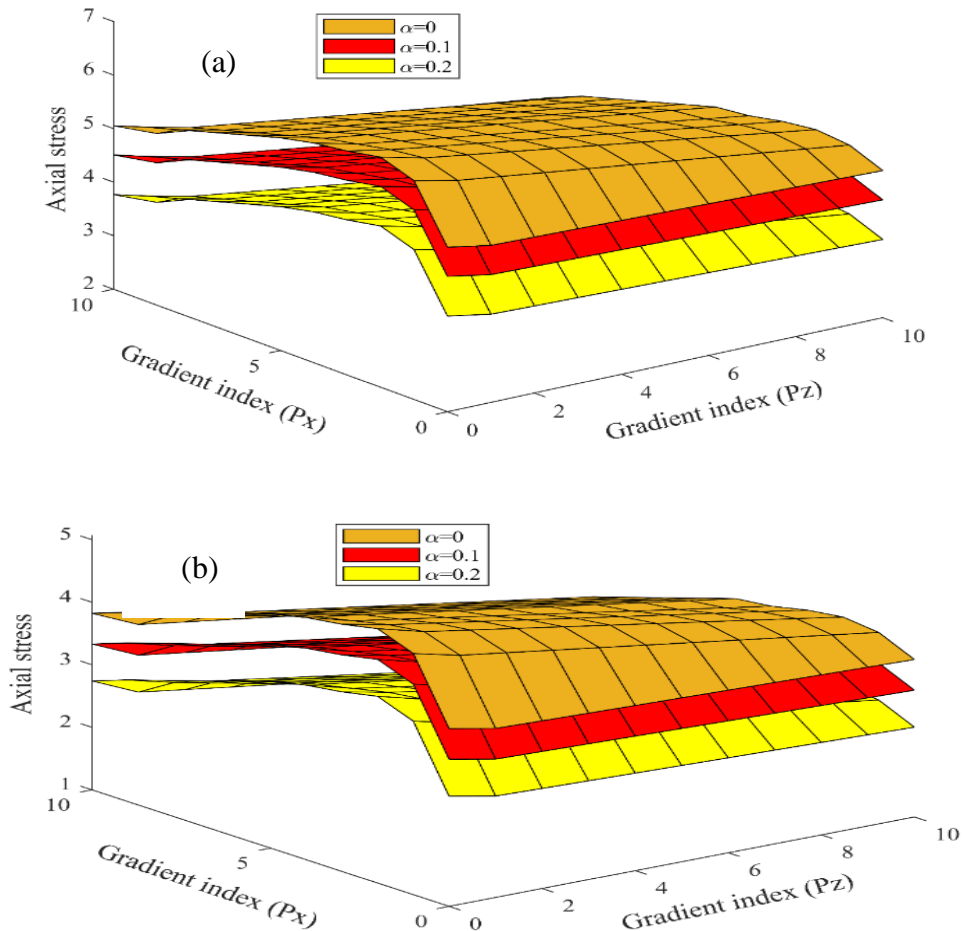 (a)
α=0
α=0.1
α=0.2
7
6
5
4
3
2
Axial stress
10
5
0
Gradient index (Px)
0
2
4
6
8
10
Gradient index (Pz)
(b)
α=0
α=0.1
α=0.2
5
4
3
2
1
Axial stress
10
5
0
Gradient index (Px)
0
2
4
6
8
10
Gradient index (Pz)